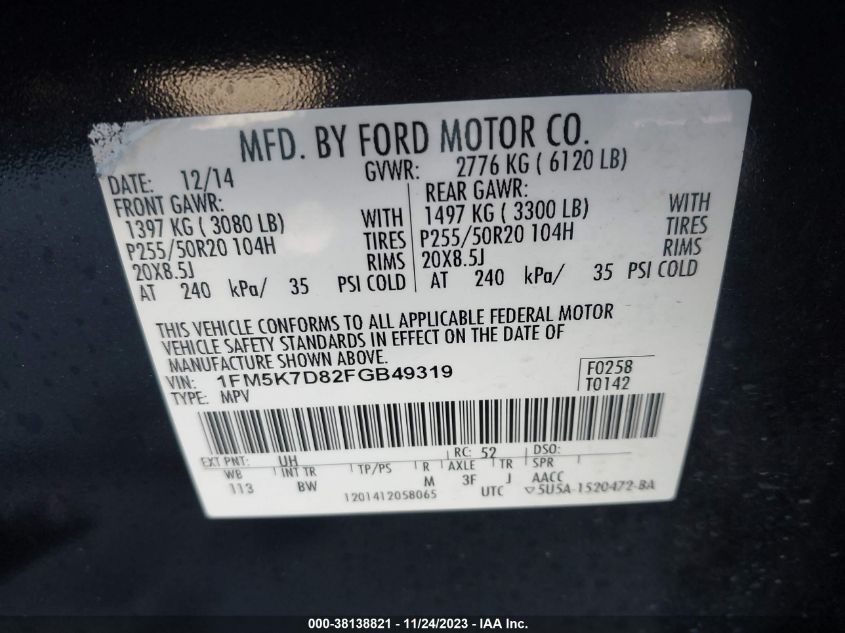 MFD. BY FORD MOTOR CO.
DATE: 12/14 GVWR: 2776 KG ( 6120 LB)
FRONT GAWR: REAR GAWR:
1397 KG ( 3080 LB) WITH 1497 KG ( 3300 LB) WITH
P255/50R20 104H TIRES P255/50R20 104H TIRES
20X8.5J RIMS 20X8.5J RIMS
AT 240 kPa/ 35 PSI COLD AT 240 kPa/ 35 PSI COLD
THIS VEHICLE CONFORMS TO ALL APPLICABLE FEDERAL MOTOR
VEHICLE SAFETY STANDARDS IN EFFECT ON THE DATE OF
MANUFACTURE SHOWN ABOVE.
VIN: 1FM5K7D82FGB49319 F0258
TYPE: MPV T0142
EXT PNT: UH RC: 52 DSO:
WB INT TR TP/PS R AXLE TR SPR
113 BW M 3F J AACC
1201412058065 UTC ▽5U5A-1520472-BA
000-38138821 - 11/24/2023 - IAA Inc.